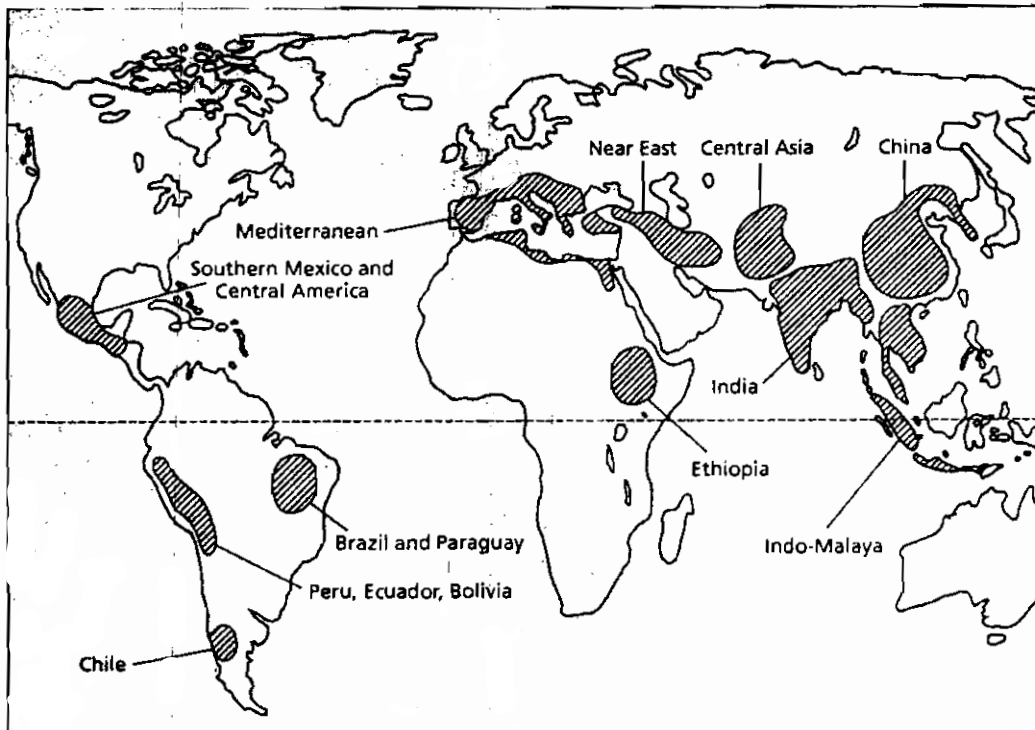 Near East
Central Asia
China
Mediterranean
Southern Mexico and
Central America
India
Ethiopia
Indo-Malaya
Brazil and Paraguay
Peru, Ecuador, Bolivia
Chile